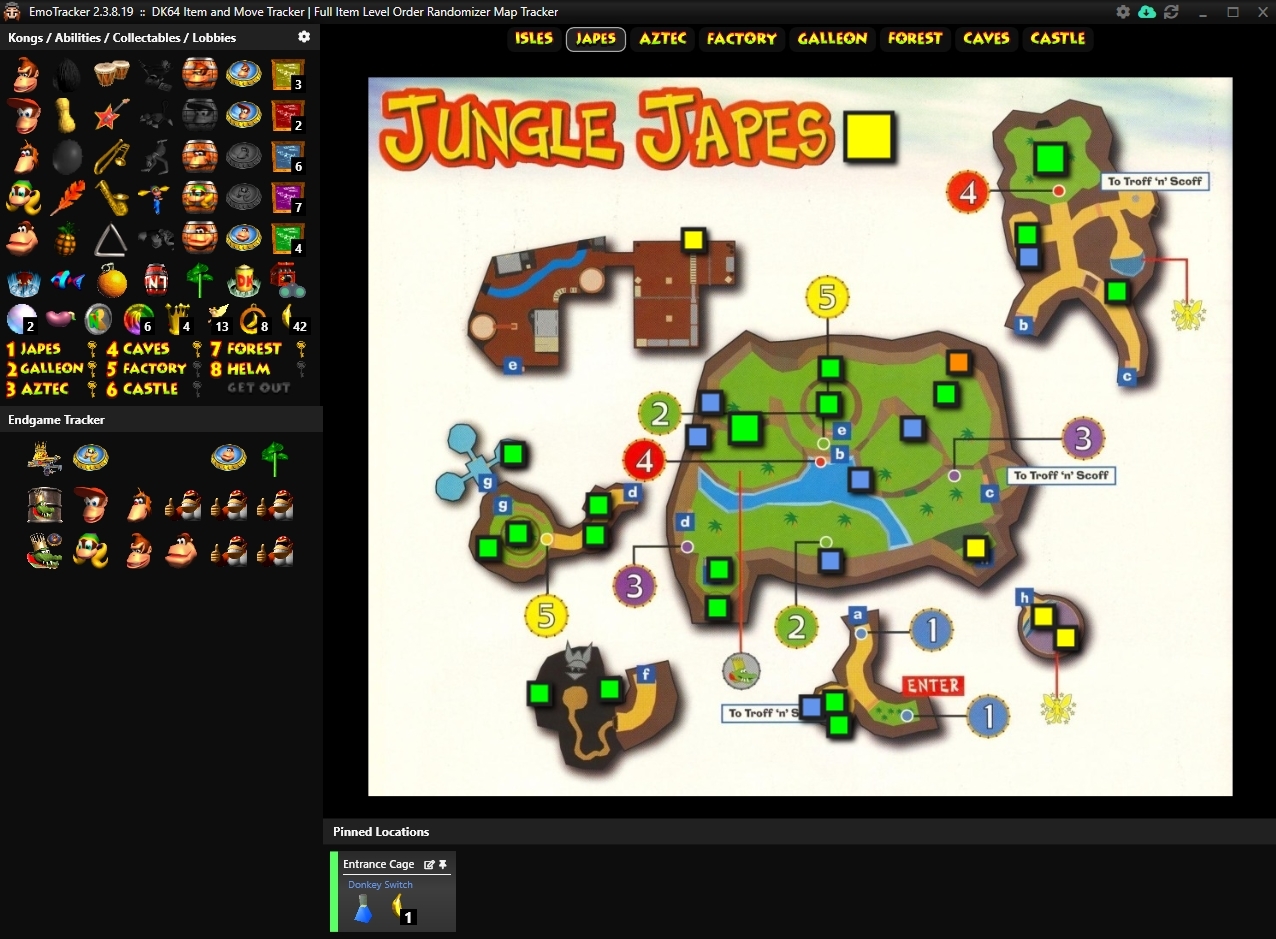 EmoTracker 2.3.8.19 :: DK64 Item and Move Tracker | Full Item Level Order Randomizer Map Tracker
Kongs / Abilities / Collectables / Lobbies
ISLES JAPES AZTEC FACTORY GALLEON FOREST CAVES CASTLE
3
2
6
7
4
2 6 4 13 8 42
1 JAPES 4 CAVES 7 FOREST
2 GALLEON 5 FACTORY 8 HELM
3 AZTEC 6 CASTLE GET OUT
Endgame Tracker
JUNGLE JAPES
To Troff 'n' Scoff
4
b
c
5
e
2
4
e
b
3
To Troff 'n' Scoff
c
g
g
d
d
3
5
2
a
1
h
f
ENTER
To Troff 'n' S
1
Pinned Locations
Entrance Cage
Donkey Switch
1